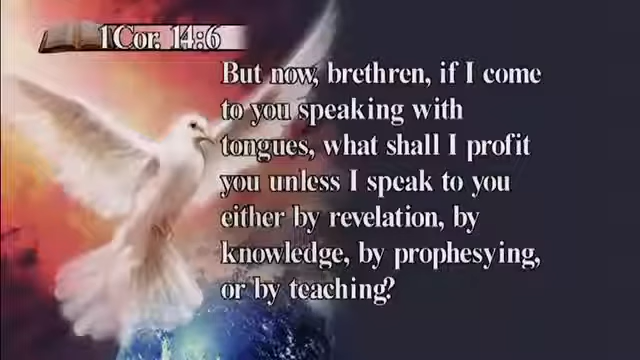 1Cor. 14:6
But now, brethren, if I come
to you speaking with
tongues, what shall I profit
you unless I speak to you
either by revelation, by
knowledge, by prophesying,
or by teaching?